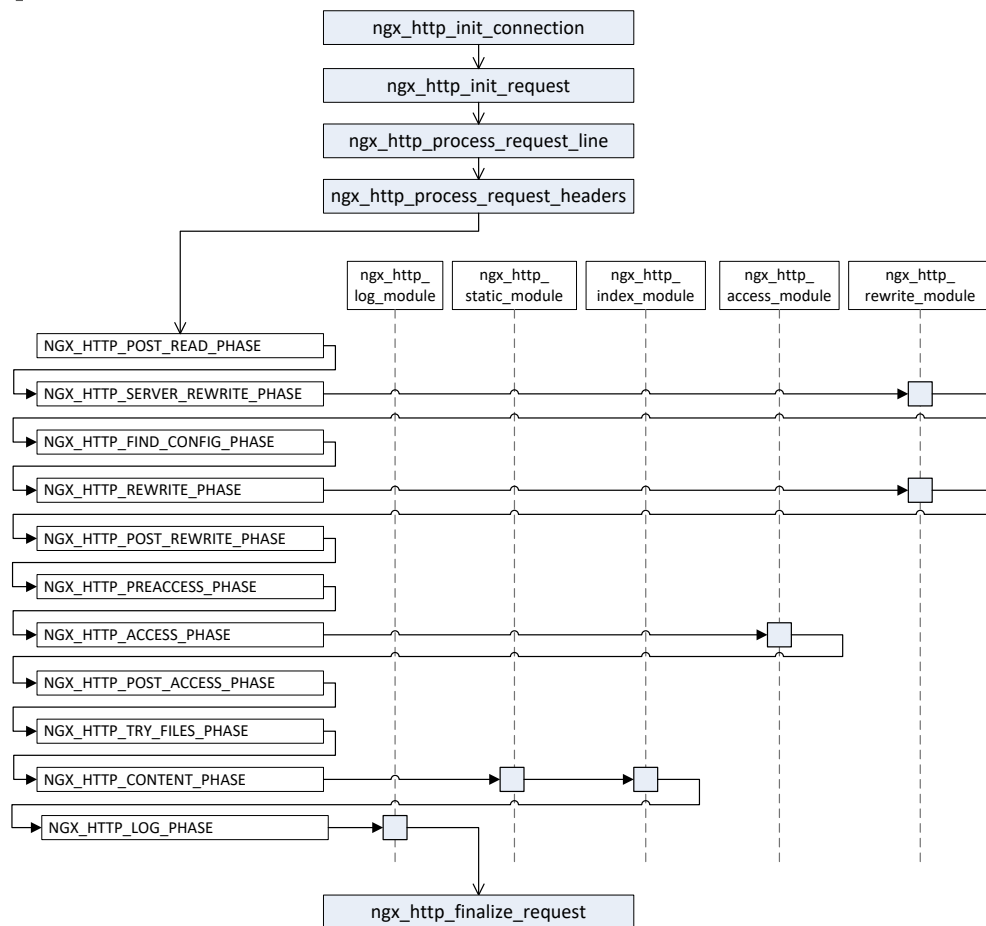 ngx_http_init_connection
ngx_http_init_request
ngx_http_process_request_line
ngx_http_process_request_headers
ngx_http_
log_module
ngx_http_
static_module
ngx_http_
index_module
ngx_http_
access_module
ngx_http_
rewrite_module
NGX_HTTP_POST_READ_PHASE
NGX_HTTP_SERVER_REWRITE_PHASE
NGX_HTTP_FIND_CONFIG_PHASE
NGX_HTTP_REWRITE_PHASE
NGX_HTTP_POST_REWRITE_PHASE
NGX_HTTP_PREACCESS_PHASE
NGX_HTTP_ACCESS_PHASE
NGX_HTTP_POST_ACCESS_PHASE
NGX_HTTP_TRY_FILES_PHASE
NGX_HTTP_CONTENT_PHASE
NGX_HTTP_LOG_PHASE
ngx_http_finalize_request